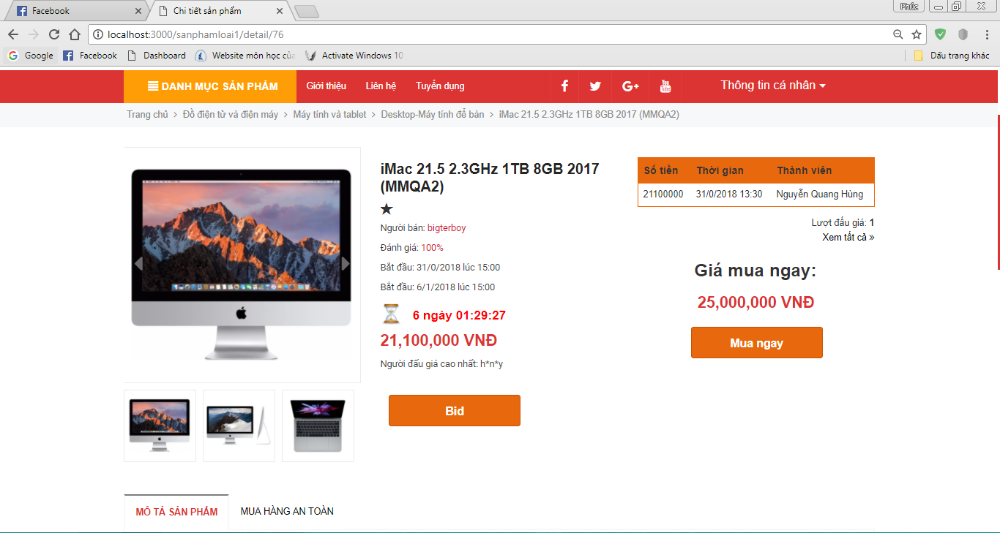 Facebook
Chi tiết sản phẩm
Phúc
localhost:3000/sanphamloai1/detail/76
Google Facebook Dashboard Website môn học củ Activate Windows 10 Dấu trang khác
DANH MỤC SẢN PHẨM Giới thiệu Liên hệ Tuyển dụng f G+ You Tube Thông tin cá nhân
Trang chủ > Đồ điện tử và điện máy > Máy tính và tablet > Desktop-Máy tính để bàn > iMac 21.5 2.3GHz 1TB 8GB 2017 (MMQA2)
iMac 21.5 2.3GHz 1TB 8GB 2017
(MMQA2)
Người bán: bigterboy
Đánh giá: 100%
Bắt đầu: 31/0/2018 lúc 15:00
Bắt đầu: 6/1/2018 lúc 15:00
6 ngày 01:29:27
21,100,000 VNĐ
Người đấu giá cao nhất: h*n*y
Bid
Số tiền Thời gian Thành viên
21100000 31/0/2018 13:30 Nguyễn Quang Hùng
Lượt đấu giá: 1
Xem tất cả »
Giá mua ngay:
25,000,000 VNĐ
Mua ngay
MÔ TẢ SẢN PHẨM MUA HÀNG AN TOÀN